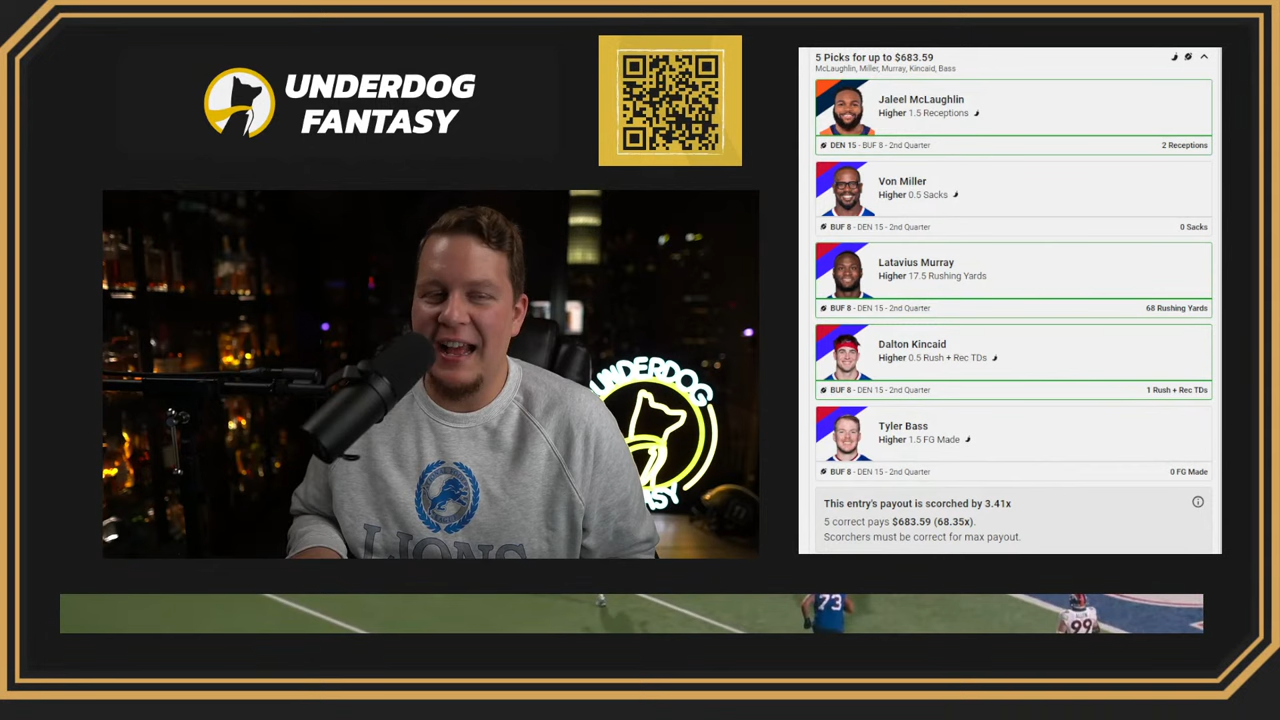 UNDERDOG
FANTASY
5 Picks for up to $683.59
McLaughlin, Miller, Murray, Kincaid, Bass
Jaleel McLaughlin
Higher 1.5 Receptions
DEN 15 - BUF 8 - 2nd Quarter
2 Receptions
Von Miller
Higher 0.5 Sacks
BUF 8 - DEN 15 - 2nd Quarter
0 Sacks
Latavius Murray
Higher 17.5 Rushing Yards
BUF 8 - DEN 15 - 2nd Quarter
68 Rushing Yards
Dalton Kincaid
Higher 0.5 Rush + Rec TDs
BUF 8 - DEN 15 - 2nd Quarter
1 Rush + Rec TDs
Tyler Bass
Higher 1.5 FG Made
BUF 8 - DEN 15 - 2nd Quarter
0 FG Made
This entry's payout is scorched by 3.41x
5 correct pays $683.59 (68.35x).
Scorchers must be correct for max payout.
UNDERDOG
ASY
LIONS
73
99